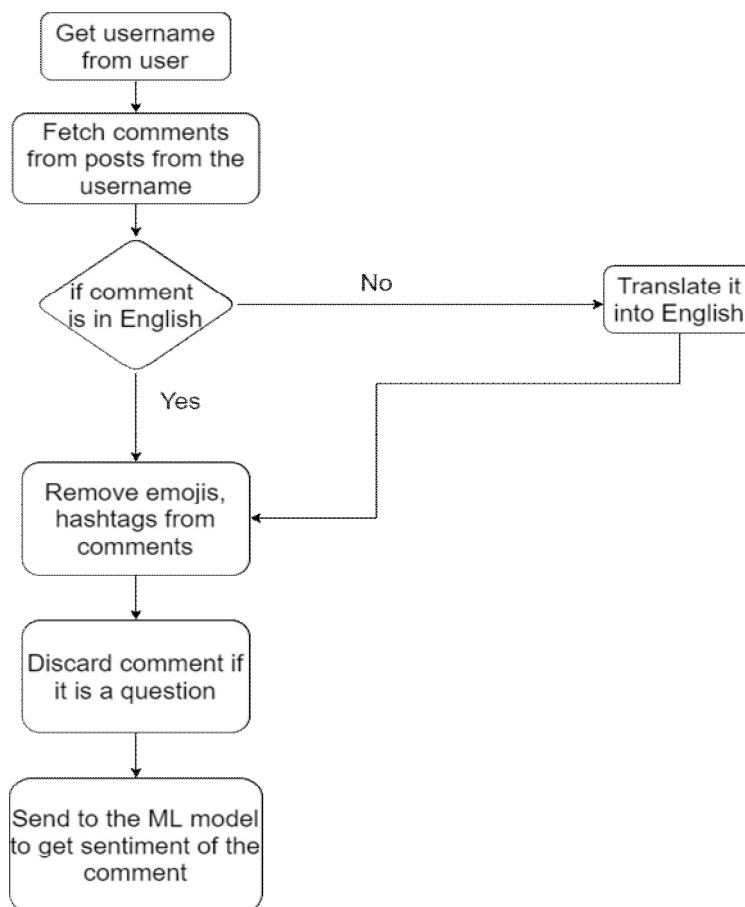 Get username
from user
Fetch comments
from posts from the
username
if comment
is in English
No
Translate it
into English
Yes
Remove emojis,
hashtags from
comments
Discard comment if
it is a question
Send to the ML model
to get sentiment of the
comment